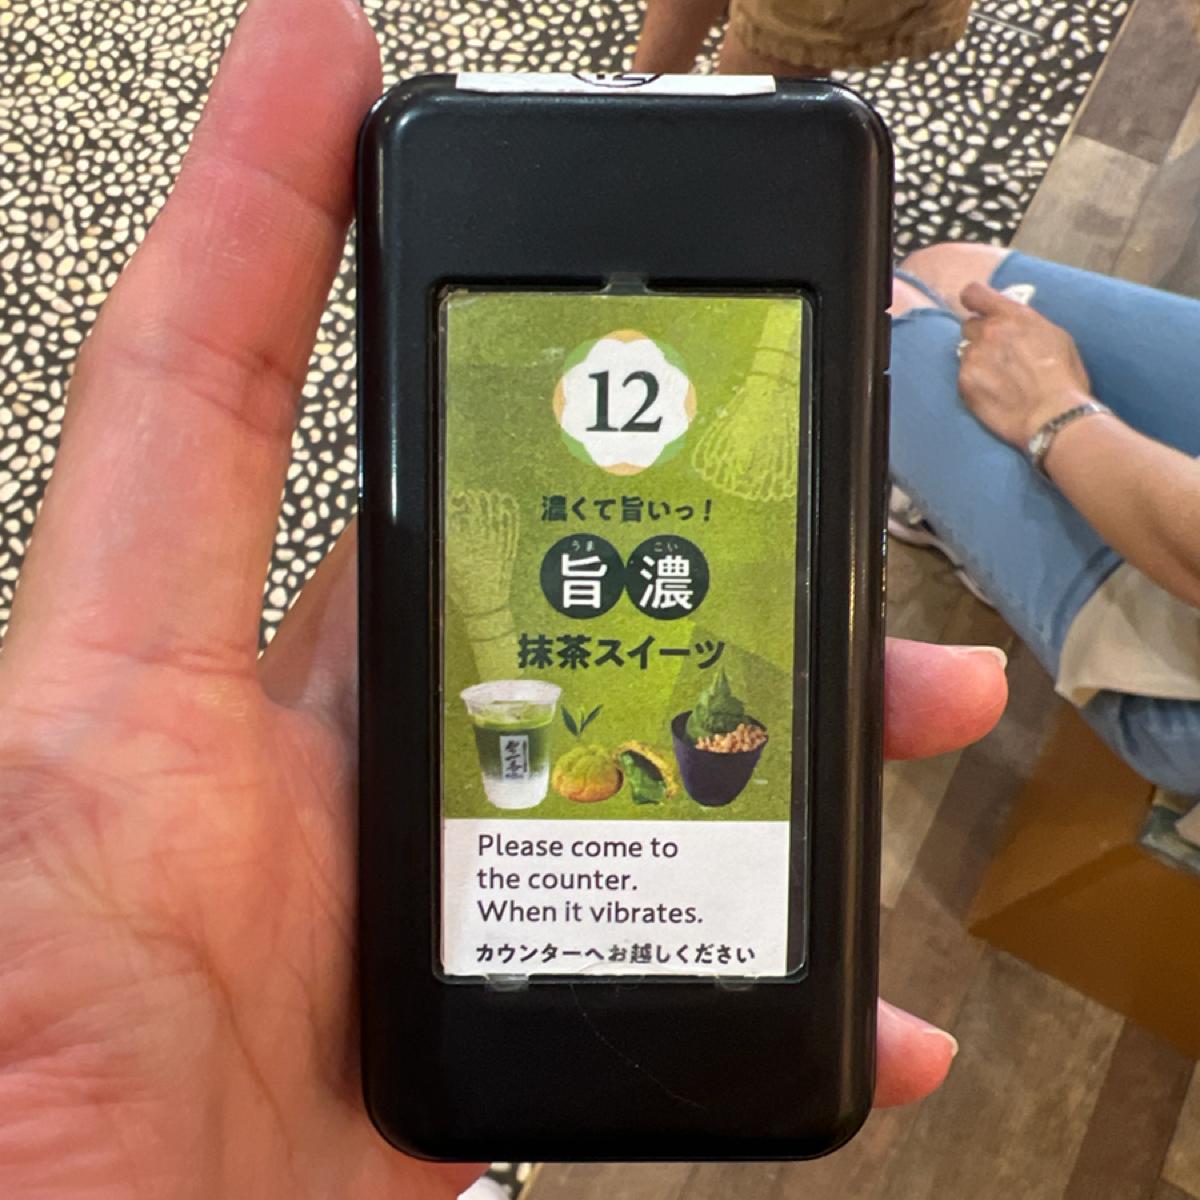 12
濃くて旨いっ!
うま こい
旨濃
抹茶スイーツ
Please come to
the counter.
When it vibrates.
カウンターへお越しください